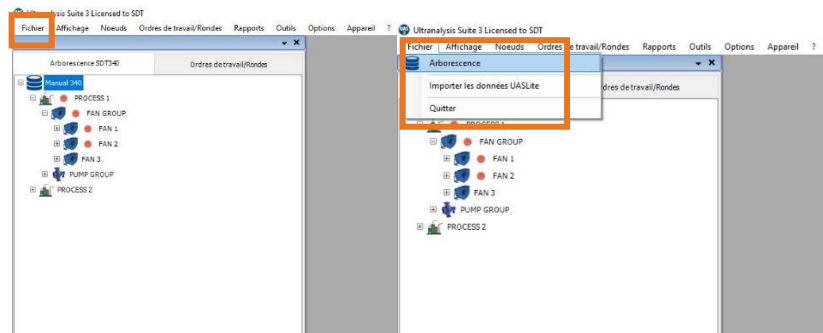 Ultranalysis Suite 3 Licensed to SDT
Fichier Affichage Noeuds Ordres de travail/Rondes Rapports Outils Options Appareil ?
Arborescence SDT340 Ordres de travail/Rondes
Manual 340
PROCESS 1
FAN GROUP
FAN 1
FAN 2
FAN 3
PUMP GROUP
PROCESS 2
Ultranalysis Suite 3 Licensed to SDT
Fichier Affichage Noeuds Ordres de travail/Rondes Rapports Outils Options Appareil ?
Arborescence
Importer les données UASLite
Quitter
dres de travail/Rondes
PROCESS 1
FAN GROUP
FAN 1
FAN 2
FAN 3
PUMP GROUP
PROCESS 2